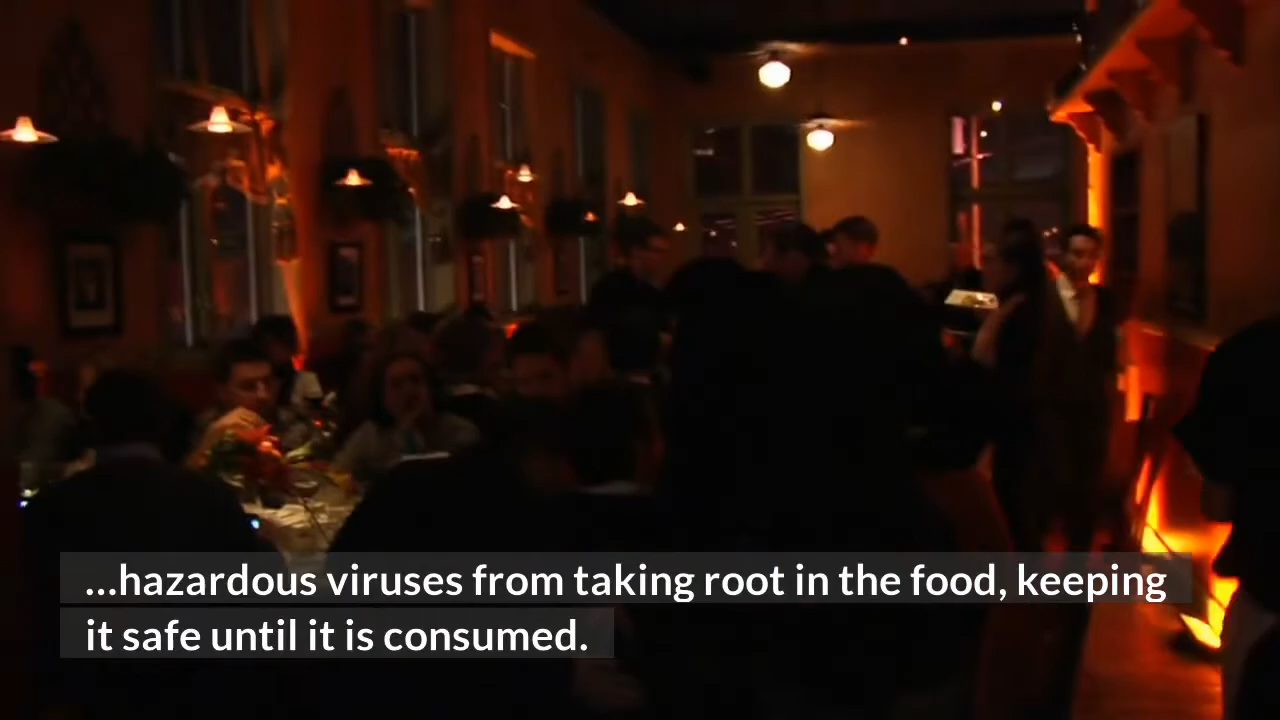 ...hazardous viruses from taking root in the food, keeping
it safe until it is consumed.